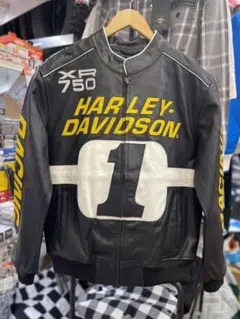 XR
750
HARLEY-
DAVIDSON
1
RACING